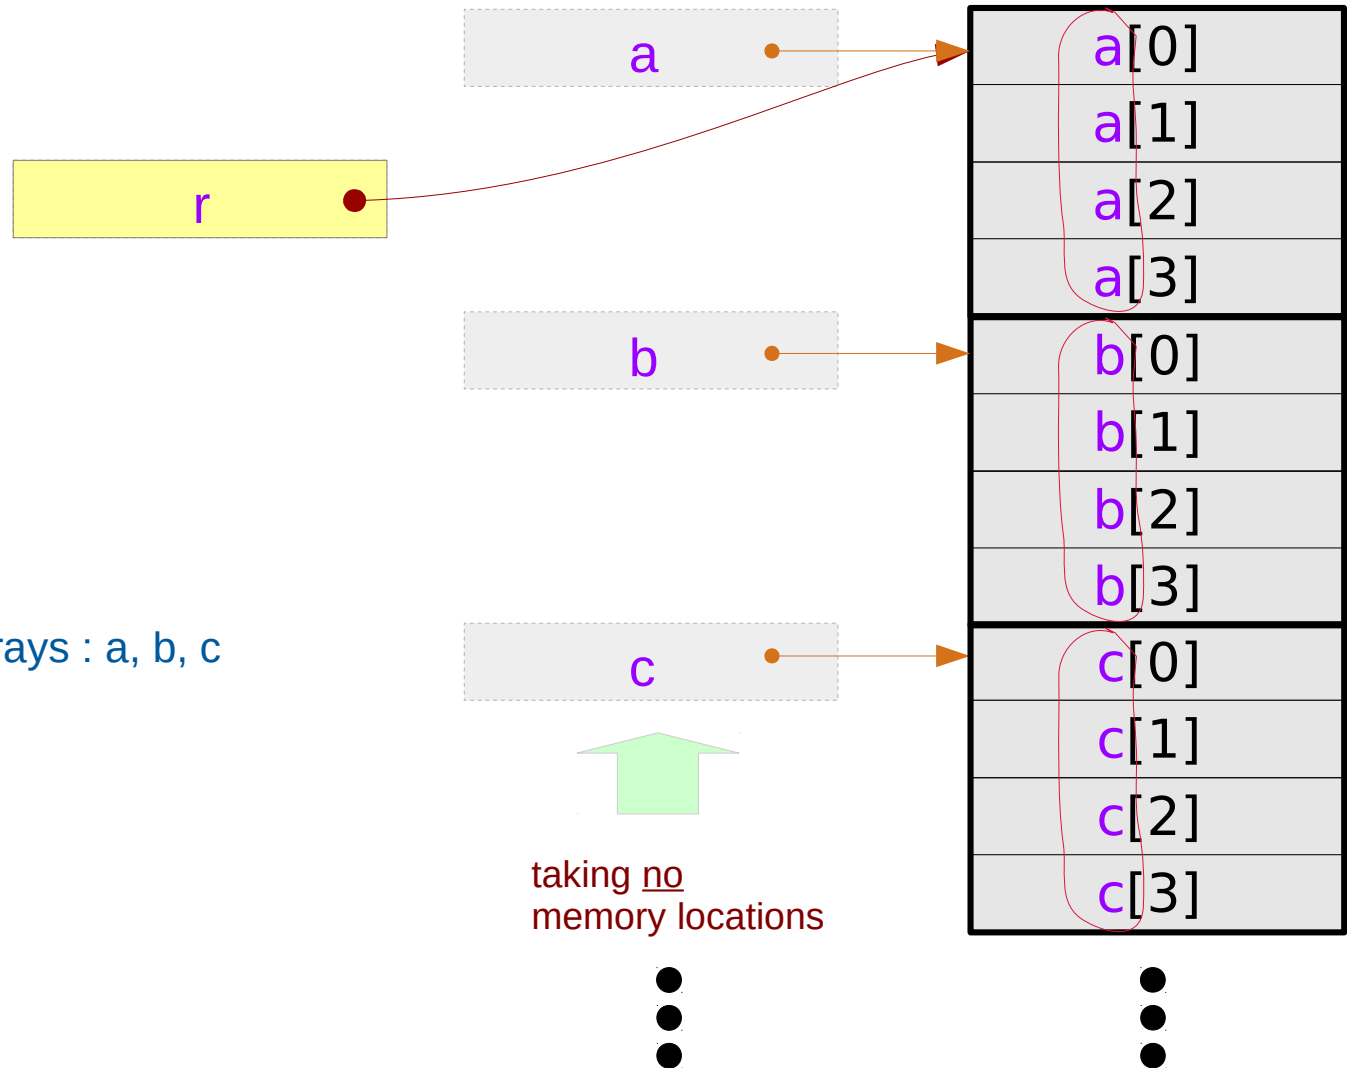 a
a[0]
a[1]
r
a[2]
a[3]
b
b[0]
b[1]
b[2]
b[3]
rays : a, b, c
c
c[0]
c[1]
c[2]
c[3]
taking no
memory locations